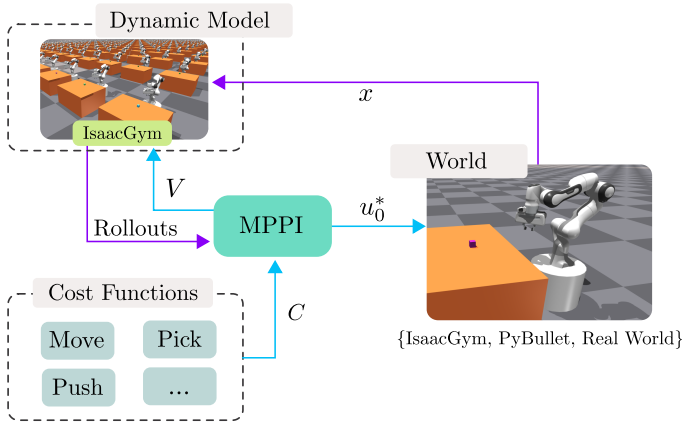 Dynamic Model
IsaacGym
x
V
Rollouts
MPPI
u₀*
World
{IsaacGym, PyBullet, Real World}
Cost Functions
Move
Pick
Push
...
C